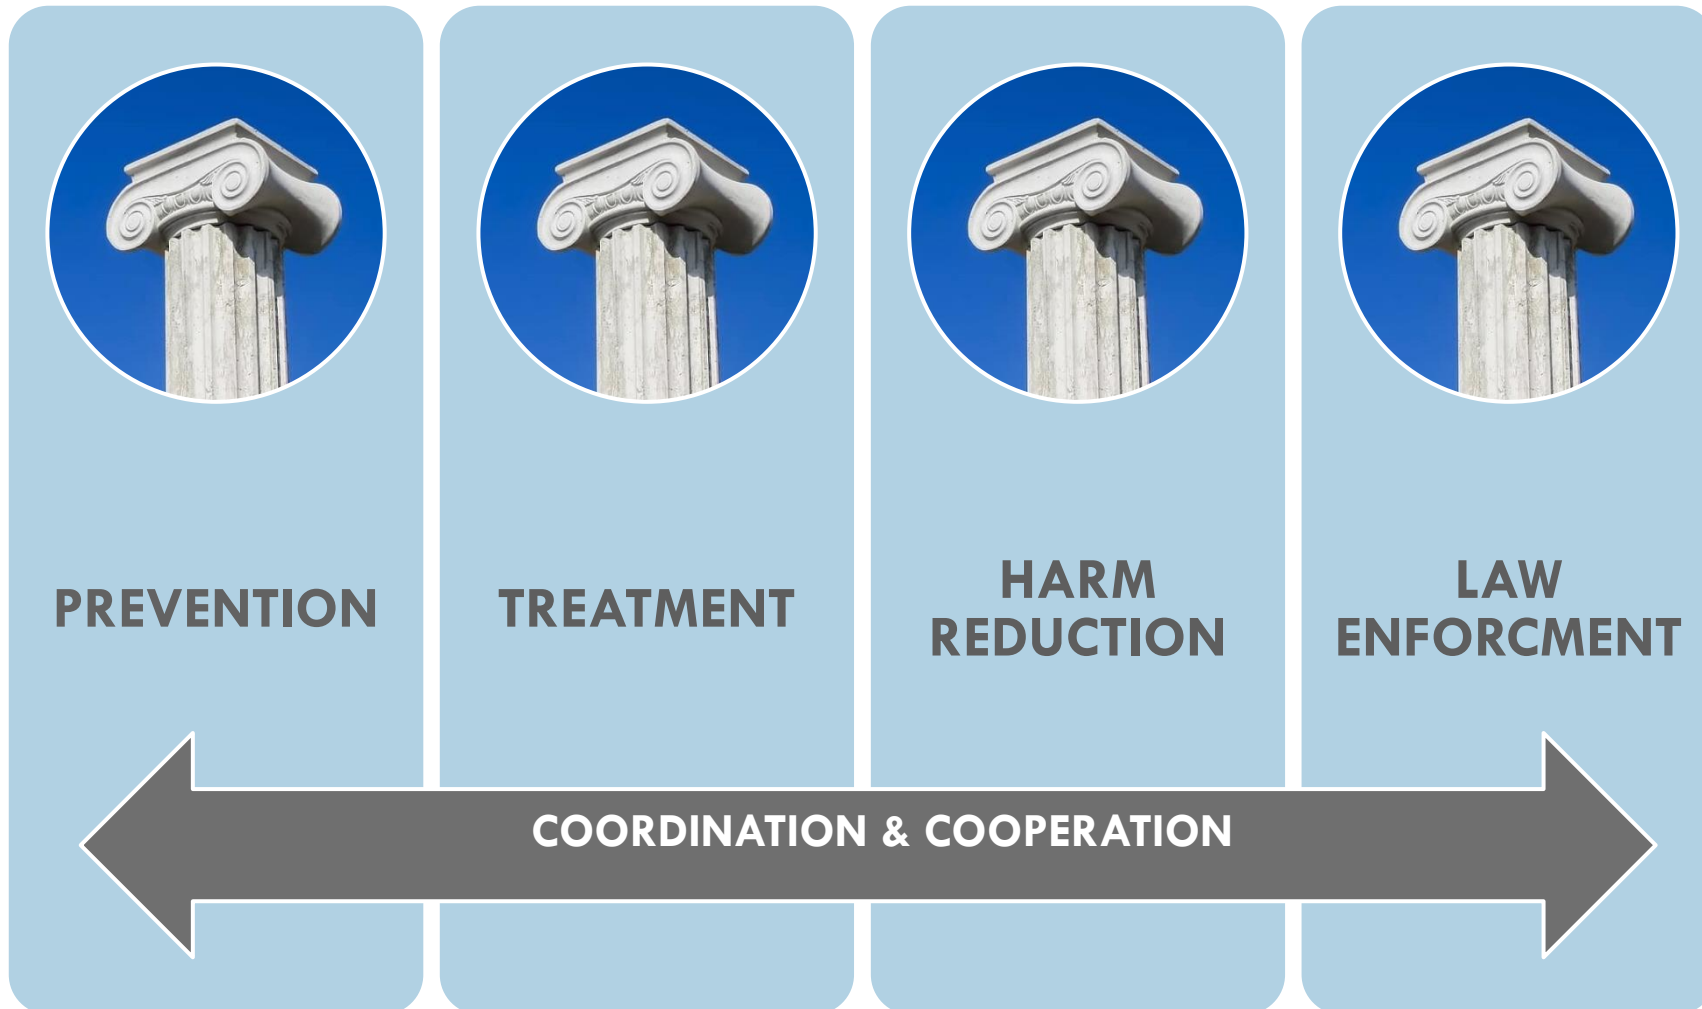 PREVENTION
TREATMENT
HARM
REDUCTION
LAW
ENFORCMENT
COORDINATION & COOPERATION